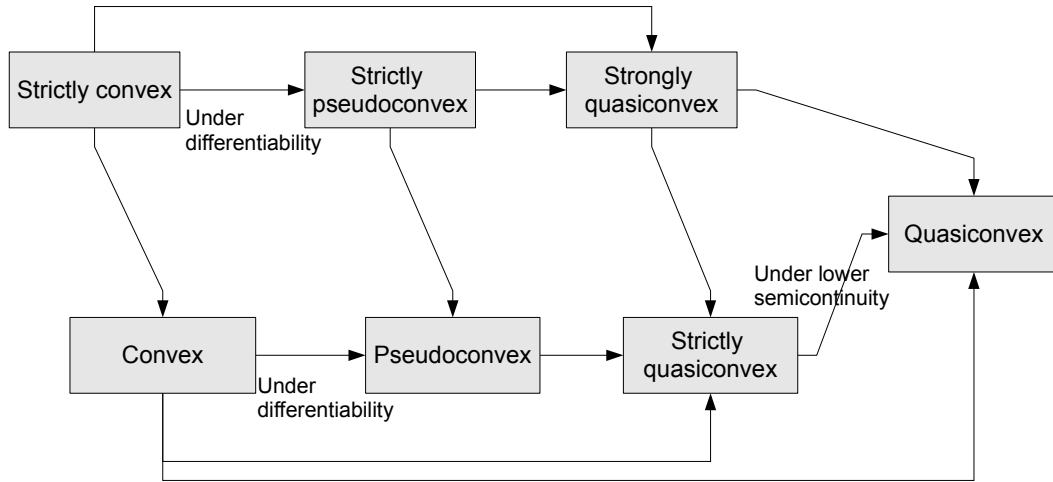 Strictly convex
Strictly
pseudoconvex
Strongly
quasiconvex
Under
differentiability
Quasiconvex
Under lower
semicontinuity
Convex
Pseudoconvex
Strictly
quasiconvex
Under
differentiability